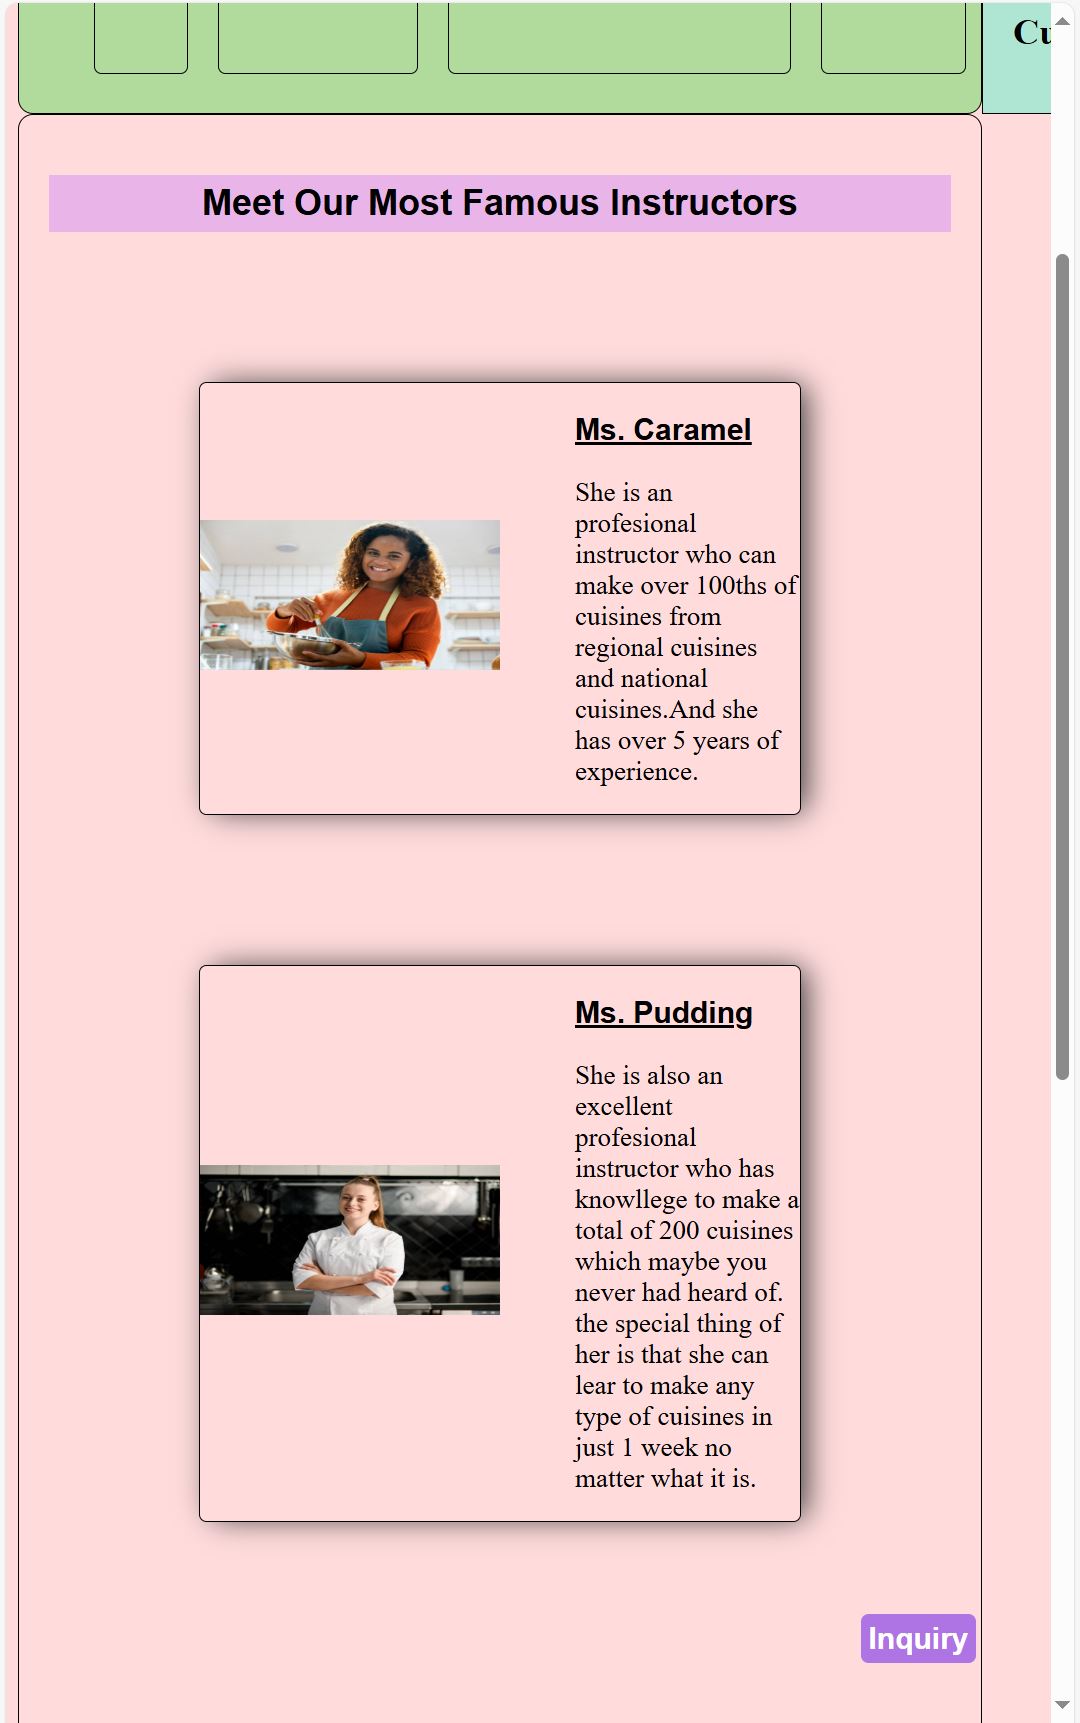 Cu
Meet Our Most Famous Instructors
Ms. Caramel
She is an
profesional
instructor who can
make over 100ths of
cuisines from
regional cuisines
and national
cuisines.And she
has over 5 years of
experience.
Ms. Pudding
She is also an
excellent
profesional
instructor who has
knowllege to make a
total of 200 cuisines
which maybe you
never had heard of.
the special thing of
her is that she can
lear to make any
type of cuisines in
just 1 week no
matter what it is.
Inquiry